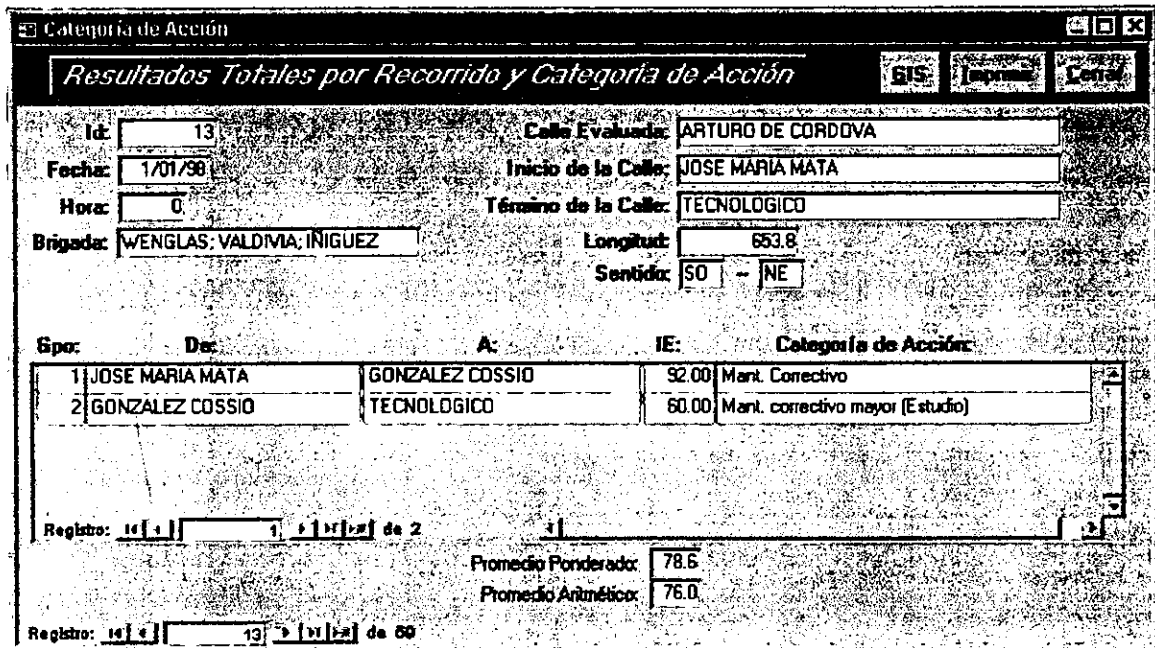 Categoría de Acción
Resultados Totales por Recorrido y Categoría de Acción GIS Imprimir Cerrar
Id: 13 Calle Evaluada: ARTURO DE CORDOVA
Fecha: 1/01/98 Inicio de la Calle: JOSE MARIA MATA
Hora: 0 Término de la Calle: TECNOLOGICO
Brigada: WENGLAS; VALDIVIA; IÑIGUEZ Longitud: 653.8
Sentido: SO - NE
Gpo: De: A: IE: Categoría de Acción:
1 JOSE MARIA MATA GONZALEZ COSSIO 92.00 Mant. Correctivo
2 GONZALEZ COSSIO TECNOLOGICO 60.00 Mant. correctivo mayor (Estudio)
Registro: 1 de 2
Promedio Ponderado: 78.6
Promedio Aritmético: 76.0
Registro: 13 de 60